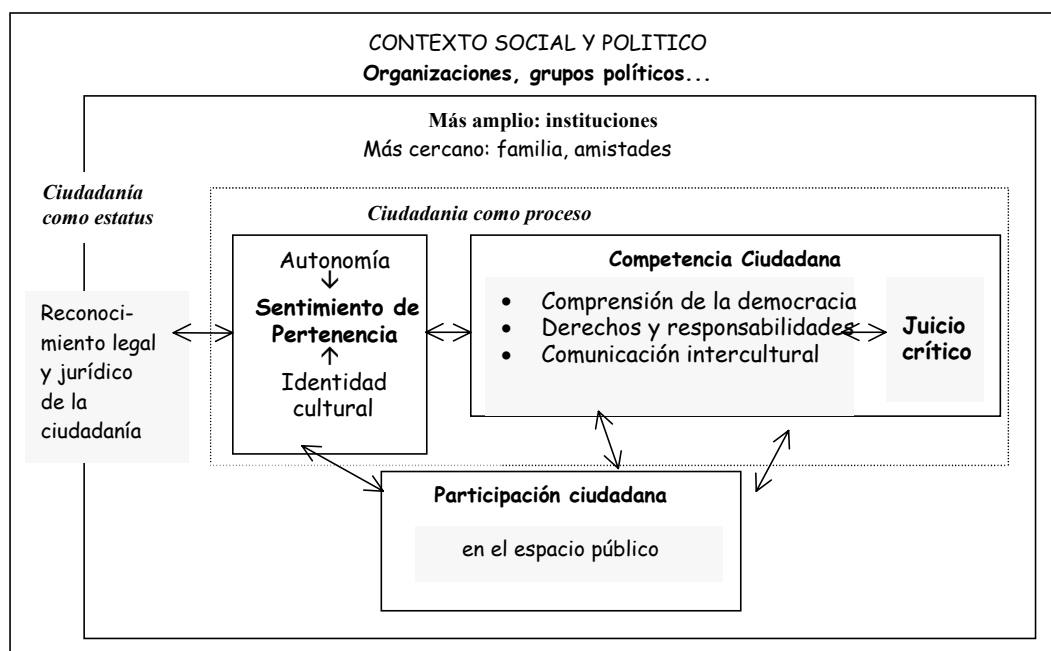 CONTEXTO SOCIAL Y POLITICO
Organizaciones, grupos políticos...
Más amplio: instituciones
Más cercano: familia, amistades
Ciudadanía
como estatus
Ciudadania como proceso
Reconoci-
miento legal
y jurídico
de la
ciudadanía
Autonomía
Sentimiento de
Pertenencia
Identidad
cultural
Competencia Ciudadana
• Comprensión de la democracia
• Derechos y responsabilidades
• Comunicación intercultural
Juicio
crítico
Participación ciudadana
en el espacio público